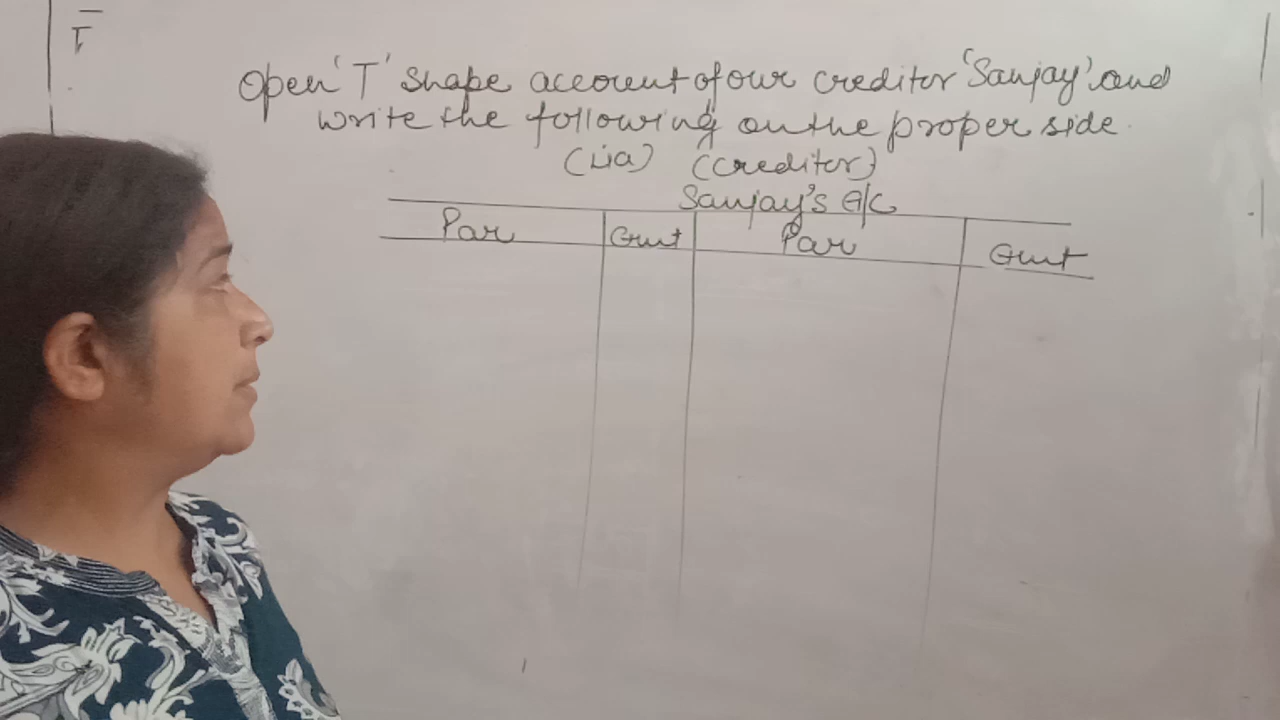 Open 'T' shape account of our creditor 'Sanjay' and
write the following on the proper side.
(Lia) (creditor)
Sanjay's A/C
Par Amt Par Amt